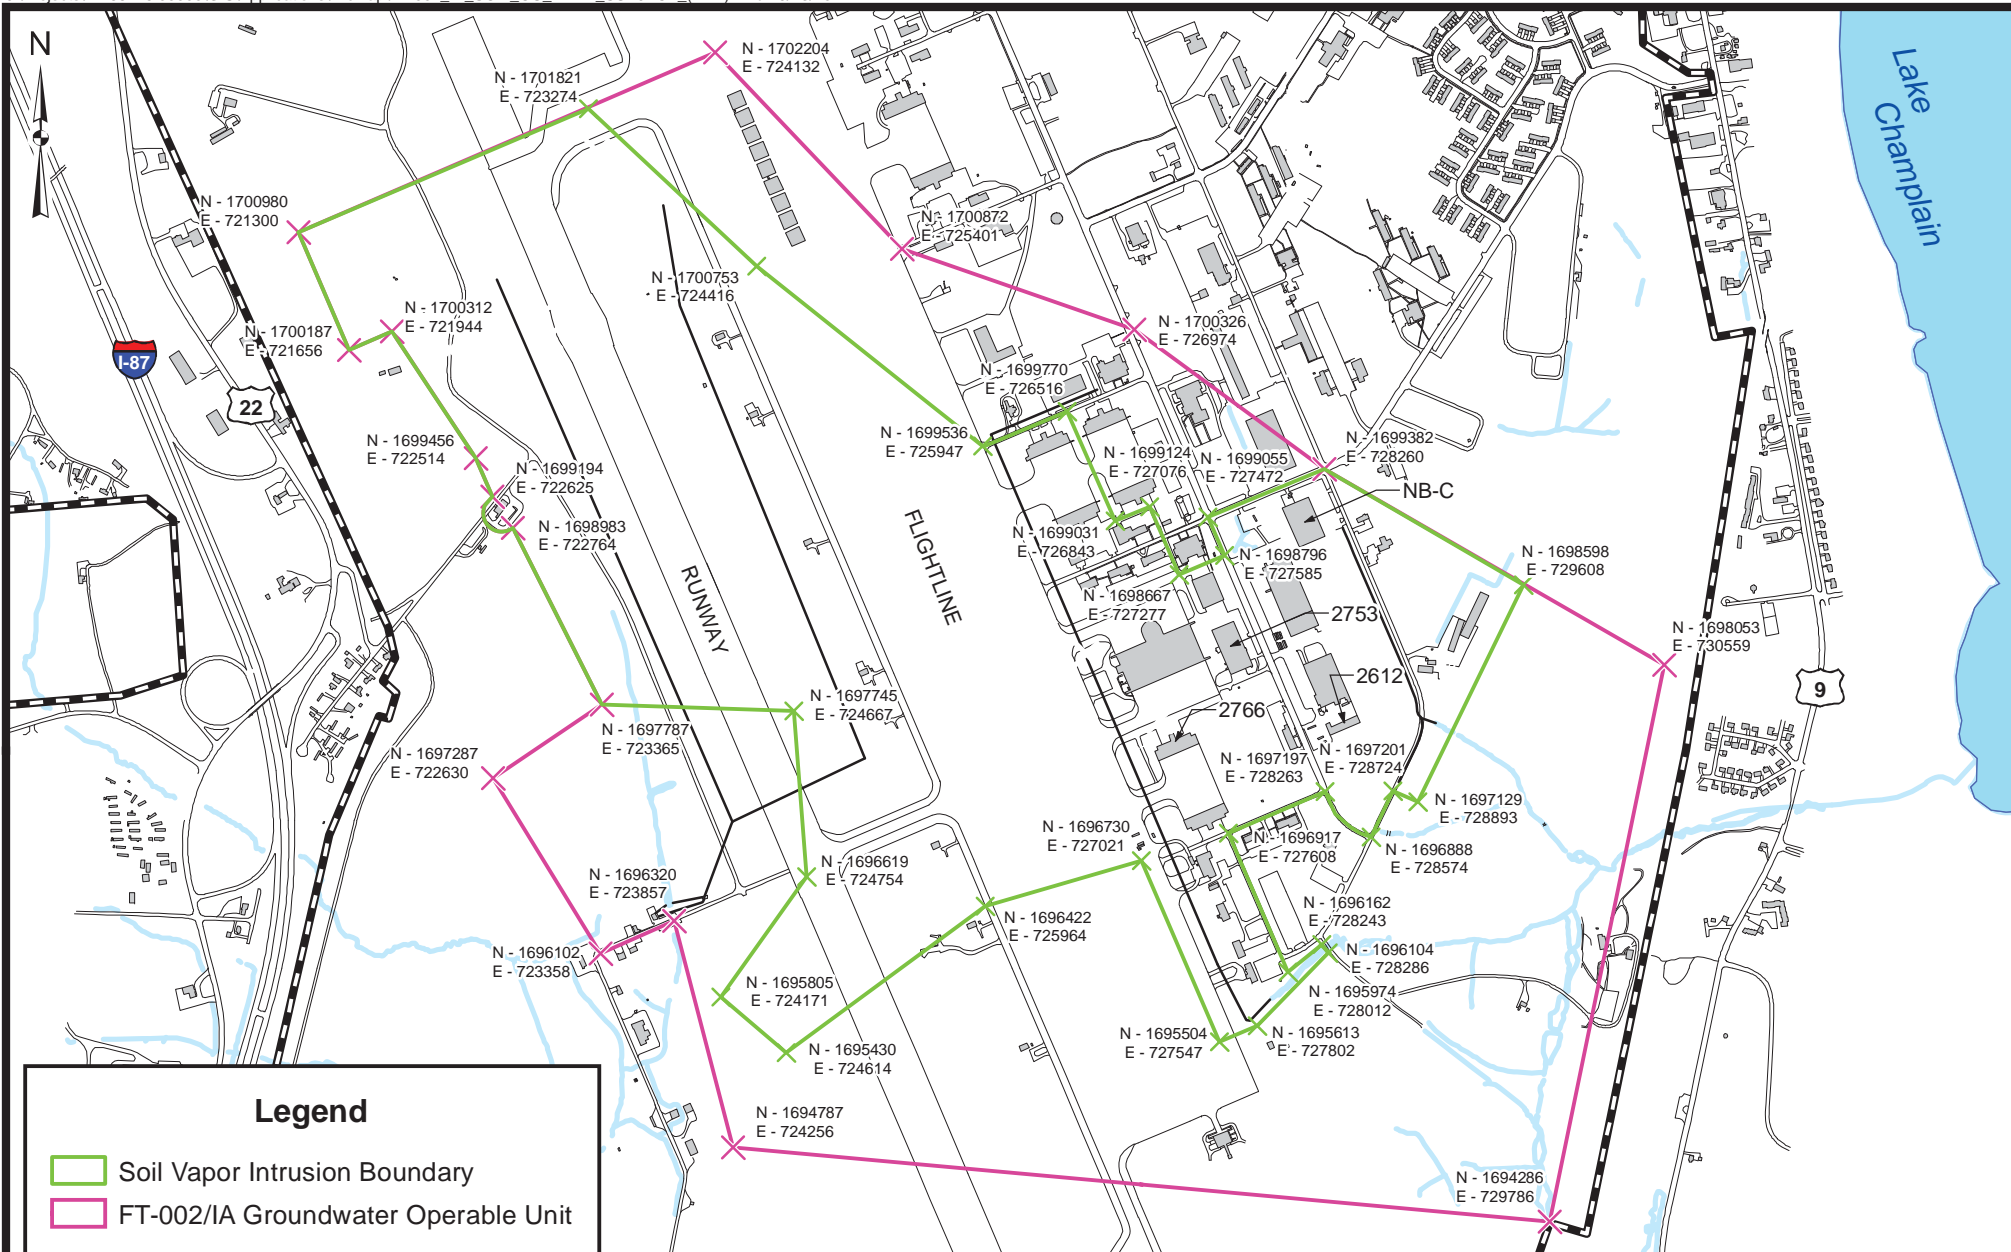 N
N - 1702204
E - 724132
N - 1701821
E - 723274
Lake
Champlain
N - 1700980
E - 721300
N - 1700872
E - 725401
N - 1700753
E - 724416
N - 1700312
E - 721944
N - 1700187
E - 721656
N - 1700326
E - 726974
I-87
22
N - 1699770
E - 726516
N - 1699456
E - 722514
N - 1699536
E - 725947
N - 1699124
E - 727076
N - 1699055
E - 727472
N - 1699382
E - 728260
N - 1699194
E - 722625
NB-C
N - 1698983
E - 722764
FLIGHTLINE
N - 1699031
E - 726843
N - 1698796
E - 727585
N - 1698598
E - 729608
RUNWAY
N - 1698667
E - 727277
2753
N - 1698053
E - 730559
2612
9
N - 1697745
E - 724667
2766
N - 1697787
E - 723365
N - 1697287
E - 722630
N - 1697197
E - 728263
N - 1697201
E - 728724
N - 1697129
E - 728893
N - 1696730
E - 727021
N - 1696917
E - 727608
N - 1696888
E - 728574
N - 1696320
E - 723857
N - 1696619
E - 724754
N - 1696422
E - 725964
N - 1696162
E - 728243
N - 1696102
E - 723358
N - 1696104
E - 728286
N - 1695805
E - 724171
N - 1695974
E - 728012
N - 1695504
E - 727547
N - 1695613
E - 727802
N - 1695430
E - 724614
N - 1694787
E - 724256
N - 1694286
E - 729786
Legend
Soil Vapor Intrusion Boundary
FT-002/IA Groundwater Operable Unit